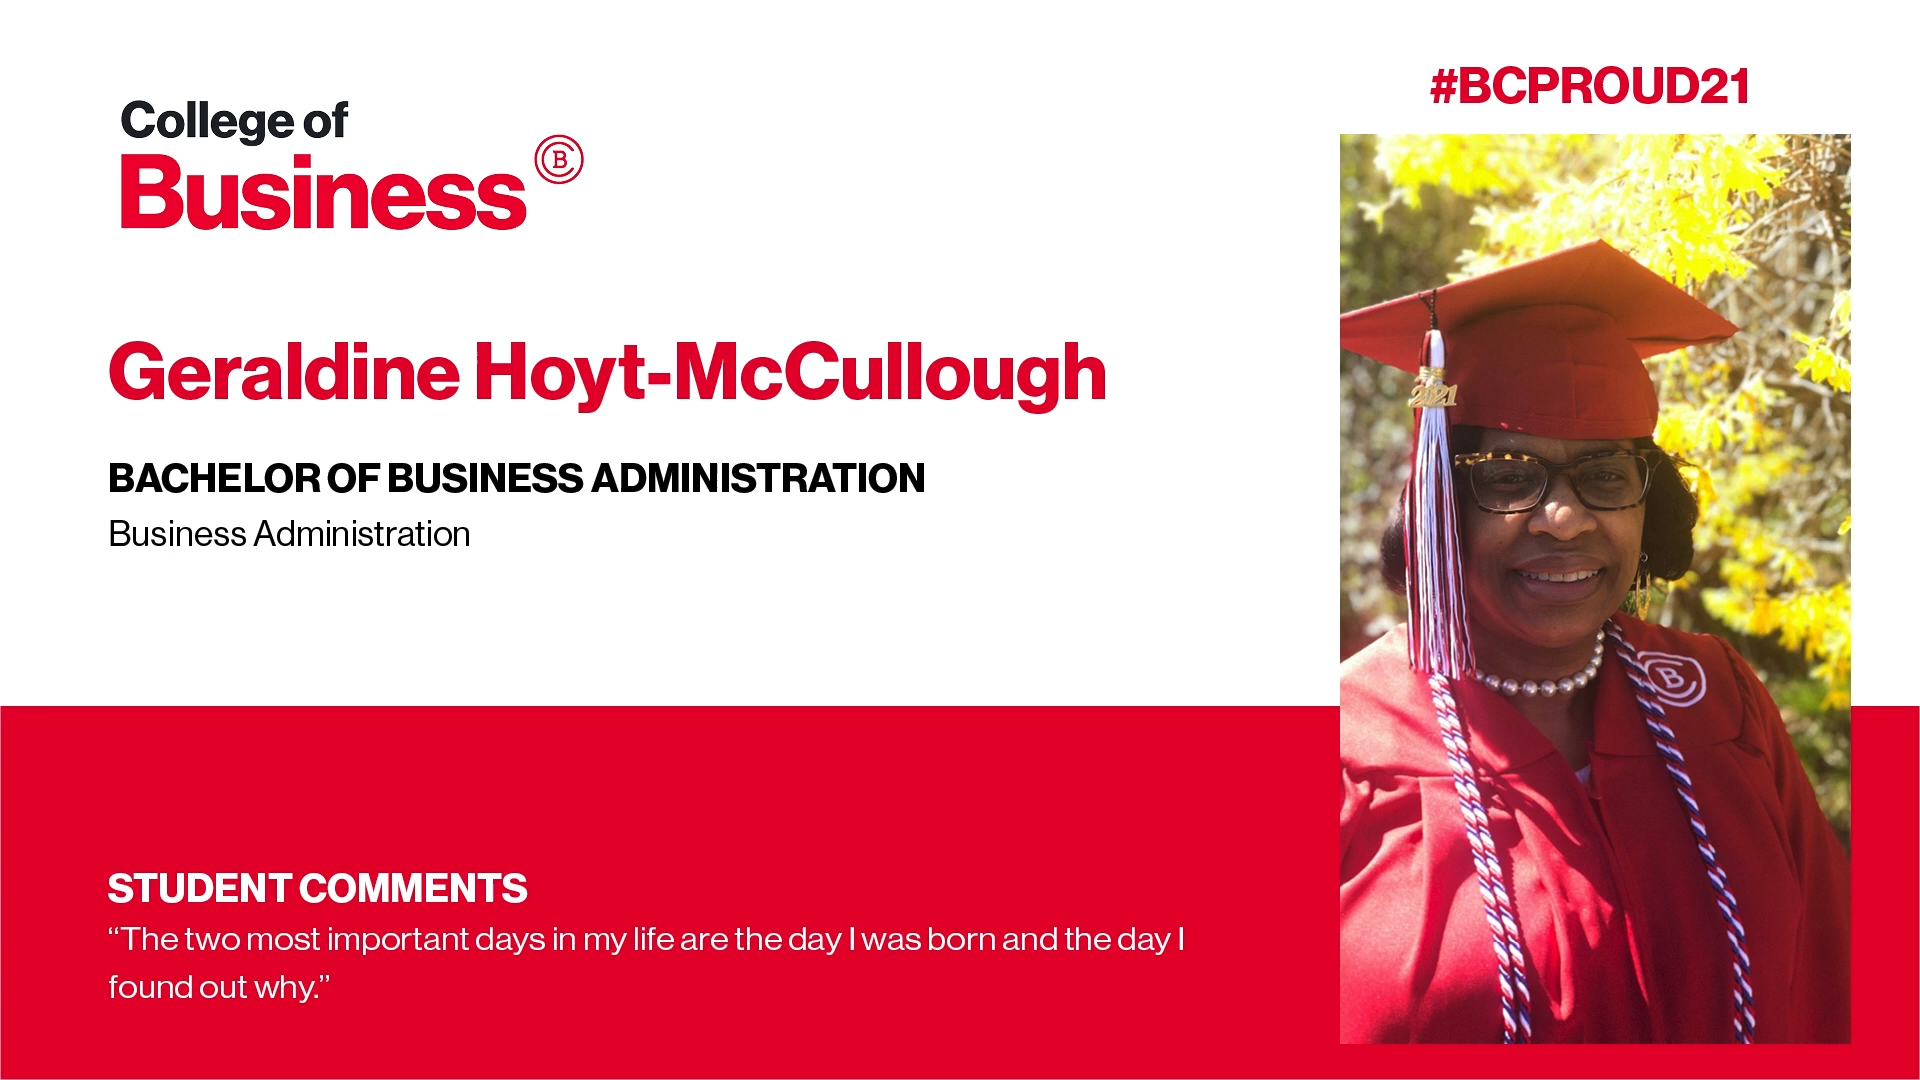 #BCPROUD21
College of
Business
B
Geraldine Hoyt-McCullough
BACHELOR OF BUSINESS ADMINISTRATION
Business Administration
2021
B
STUDENT COMMENTS
“The two most important days in my life are the day I was born and the day I
found out why.”